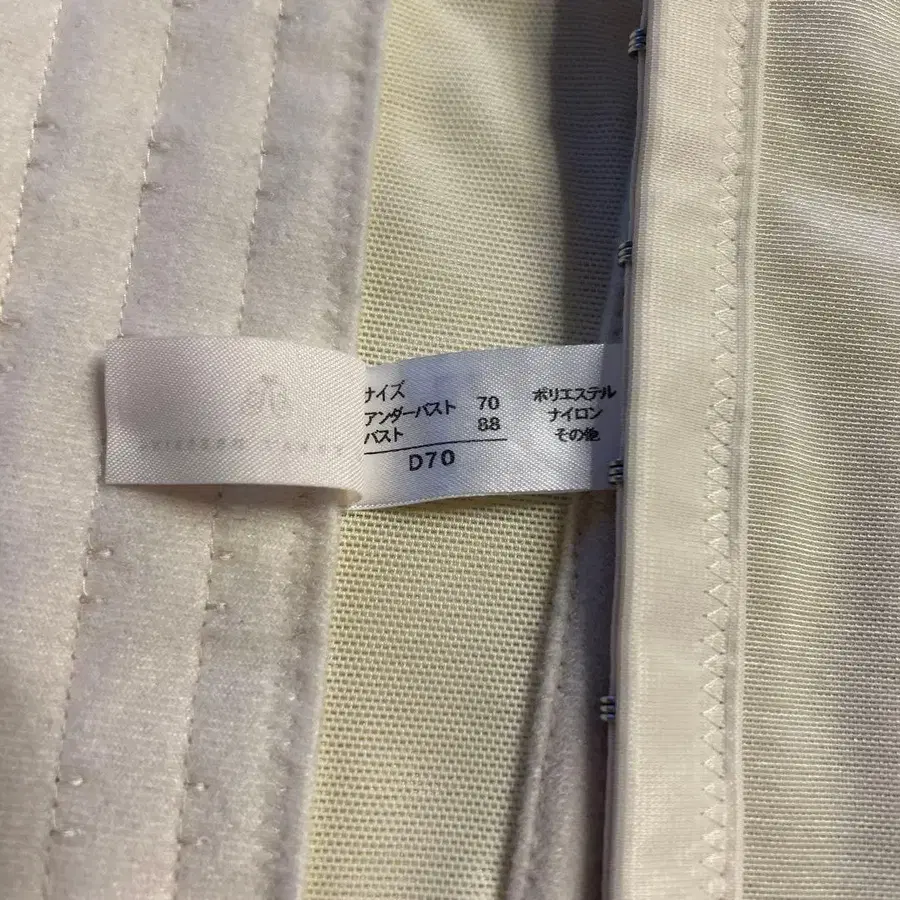 サイズ
アンダーバスト 70
バスト 88
D70
ポリエステル
ナイロン
その他